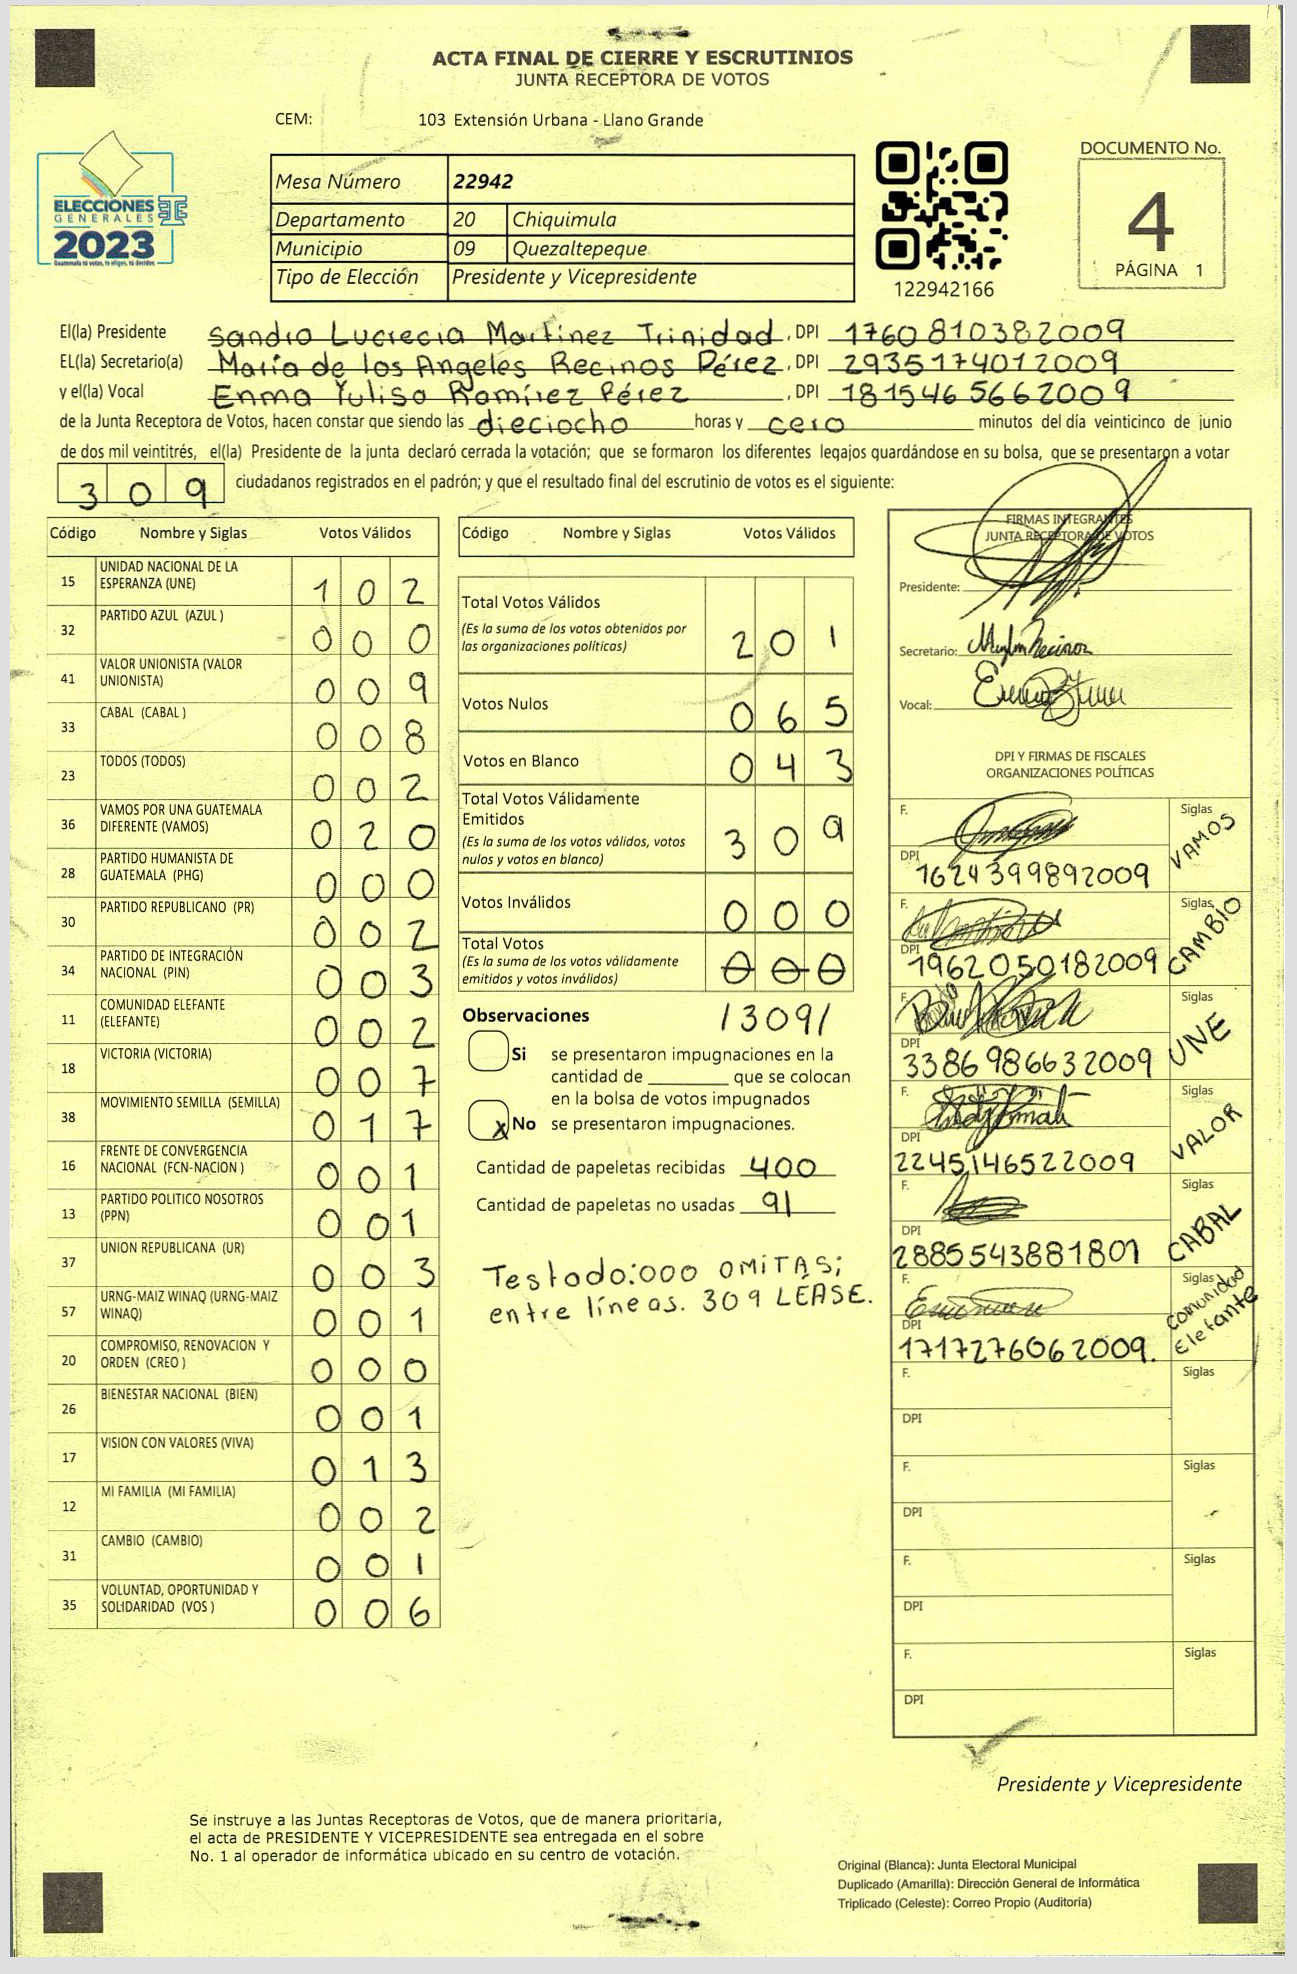 ACTA FINAL DE CIERRE Y ESCRUTINIOS
JUNTA RECEPTORA DE VOTOS
CEM: 103 Extensión Urbana - Llano Grande
ELECCIONES
GENERALES
2023
Guatemala tú votas, tú eliges, tú decides.
Mesa Número 22942
Departamento 20 Chiquimula
Municipio 09 Quezaltepeque
Tipo de Elección Presidente y Vicepresidente
122942166
DOCUMENTO No.
4
PÁGINA 1
El(la) Presidente Sandra Lucrecia Martínez Trinidad, DPI 1760810382009
EL(la) Secretario(a) María de los Angeles Recinos Pérez, DPI 2935174012009
y el(la) Vocal Enma Yulisa Ramírez Pérez, DPI 1815465662009
de la Junta Receptora de Votos, hacen constar que siendo las dieciocho horas y cero minutos del día veinticinco de junio
de dos mil veintitrés, el(la) Presidente de la junta declaró cerrada la votación; que se formaron los diferentes legajos guardándose en su bolsa, que se presentaron a votar
309 ciudadanos registrados en el padrón; y que el resultado final del escrutinio de votos es el siguiente:
Código Nombre y Siglas Votos Válidos
15 UNIDAD NACIONAL DE LA
ESPERANZA (UNE) 102
32 PARTIDO AZUL (AZUL ) 000
41 VALOR UNIONISTA (VALOR
UNIONISTA) 009
33 CABAL (CABAL ) 008
23 TODOS (TODOS) 002
36 VAMOS POR UNA GUATEMALA
DIFERENTE (VAMOS) 020
28 PARTIDO HUMANISTA DE
GUATEMALA (PHG) 000
30 PARTIDO REPUBLICANO (PR) 002
34 PARTIDO DE INTEGRACIÓN
NACIONAL (PIN) 003
11 COMUNIDAD ELEFANTE
(ELEFANTE) 002
18 VICTORIA (VICTORIA) 007
38 MOVIMIENTO SEMILLA (SEMILLA) 017
16 FRENTE DE CONVERGENCIA
NACIONAL (FCN-NACION ) 001
13 PARTIDO POLITICO NOSOTROS
(PPN) 001
37 UNION REPUBLICANA (UR) 003
57 URNG-MAIZ WINAQ (URNG-MAIZ
WINAQ) 001
20 COMPROMISO, RENOVACION Y
ORDEN (CREO ) 000
26 BIENESTAR NACIONAL (BIEN) 001
17 VISION CON VALORES (VIVA) 013
12 MI FAMILIA (MI FAMILIA) 002
31 CAMBIO (CAMBIO) 001
35 VOLUNTAD, OPORTUNIDAD Y
SOLIDARIDAD (VOS ) 006
Código Nombre y Siglas Votos Válidos
Total Votos Válidos
(Es la suma de los votos obtenidos por
las organizaciones políticas) 201
Votos Nulos 065
Votos en Blanco 043
Total Votos Válidamente
Emitidos
(Es la suma de los votos válidos, votos
nulos y votos en blanco) 309
Votos Inválidos 000
Total Votos
(Es la suma de los votos válidamente
emitidos y votos inválidos) 000
/309/
Observaciones
Si se presentaron impugnaciones en la
cantidad de ________ que se colocan
en la bolsa de votos impugnados
x No se presentaron impugnaciones.
Cantidad de papeletas recibidas 400
Cantidad de papeletas no usadas 91
Testado:000 OMITAS;
entre líneas. 309 LÉASE.
FIRMAS INTEGRANTES
JUNTA RECEPTORA DE VOTOS
Presidente:
Secretario:
Vocal:
DPI Y FIRMAS DE FISCALES
ORGANIZACIONES POLÍTICAS
F. Siglas VAMOS
DPI 1624399892009
F. Siglas CAMBIO
DPI 1962050182009
F. Siglas UNE
DPI 3386986632009
F. Siglas VALOR
DPI 2245146522009
F. Siglas CABAL
DPI 2885543881801
F. Siglas Comunidad Elefante
DPI 1717276062009.
F. Siglas
DPI
F. Siglas
DPI
F. Siglas
DPI
F. Siglas
DPI
Presidente y Vicepresidente
Se instruye a las Juntas Receptoras de Votos, que de manera prioritaria,
el acta de PRESIDENTE Y VICEPRESIDENTE sea entregada en el sobre
No. 1 al operador de informática ubicado en su centro de votación.
Original (Blanca): Junta Electoral Municipal
Duplicado (Amarilla): Dirección General de Informática
Triplicado (Celeste): Correo Propio (Auditoría)